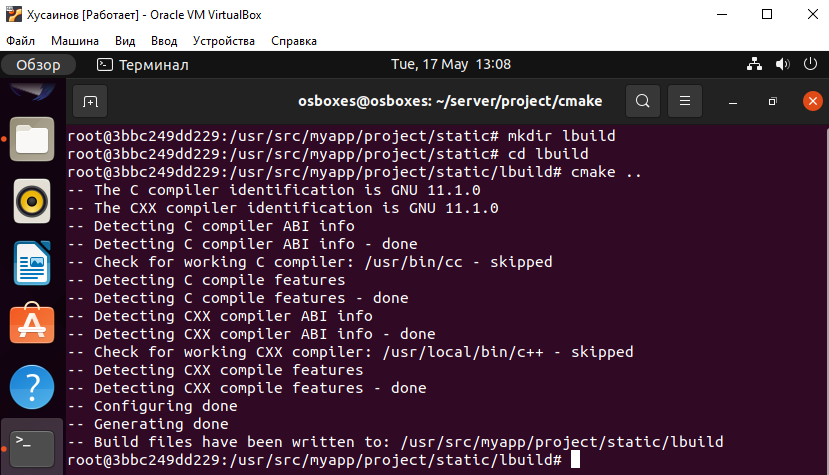 Хусаинов [Работает] - Oracle VM VirtualBox
Файл Машина Вид Ввод Устройства Справка
Обзор Терминал Tue, 17 May 13:08
osboxes@osboxes: ~/server/project/cmake
root@3bbc249dd229:/usr/src/myapp/project/static# mkdir lbuild
root@3bbc249dd229:/usr/src/myapp/project/static# cd lbuild
root@3bbc249dd229:/usr/src/myapp/project/static/lbuild# cmake ..
-- The C compiler identification is GNU 11.1.0
-- The CXX compiler identification is GNU 11.1.0
-- Detecting C compiler ABI info
-- Detecting C compiler ABI info - done
-- Check for working C compiler: /usr/bin/cc - skipped
-- Detecting C compile features
-- Detecting C compile features - done
-- Detecting CXX compiler ABI info
-- Detecting CXX compiler ABI info - done
-- Check for working CXX compiler: /usr/local/bin/c++ - skipped
-- Detecting CXX compile features
-- Detecting CXX compile features - done
-- Configuring done
-- Generating done
-- Build files have been written to: /usr/src/myapp/project/static/lbuild
root@3bbc249dd229:/usr/src/myapp/project/static/lbuild#